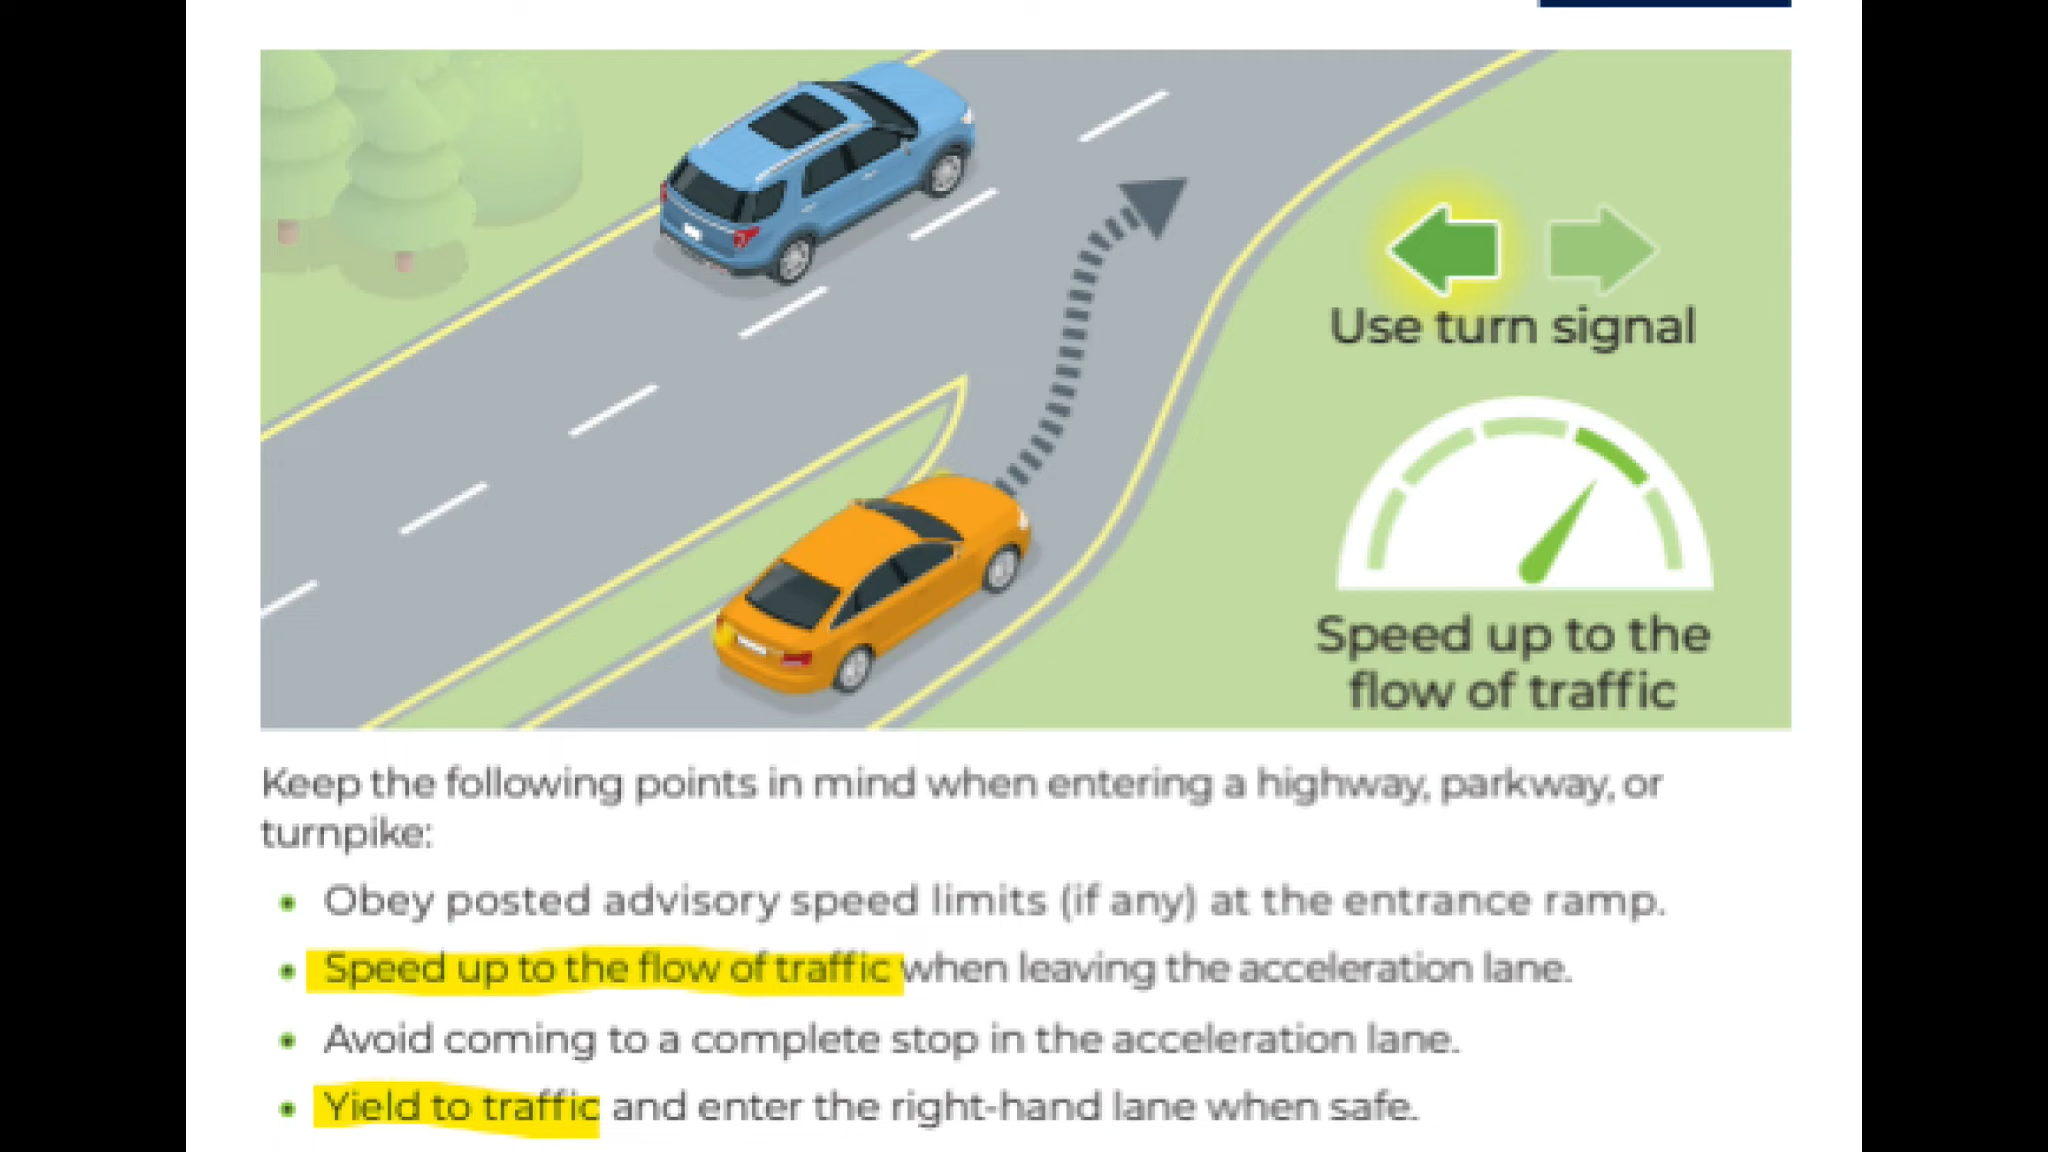 Use turn signal
Speed up to the
flow of traffic
Keep the following points in mind when entering a highway, parkway, or
turnpike:
• Obey posted advisory speed limits (if any) at the entrance ramp.
• Speed up to the flow of traffic when leaving the acceleration lane.
• Avoid coming to a complete stop in the acceleration lane.
• Yield to traffic and enter the right-hand lane when safe.